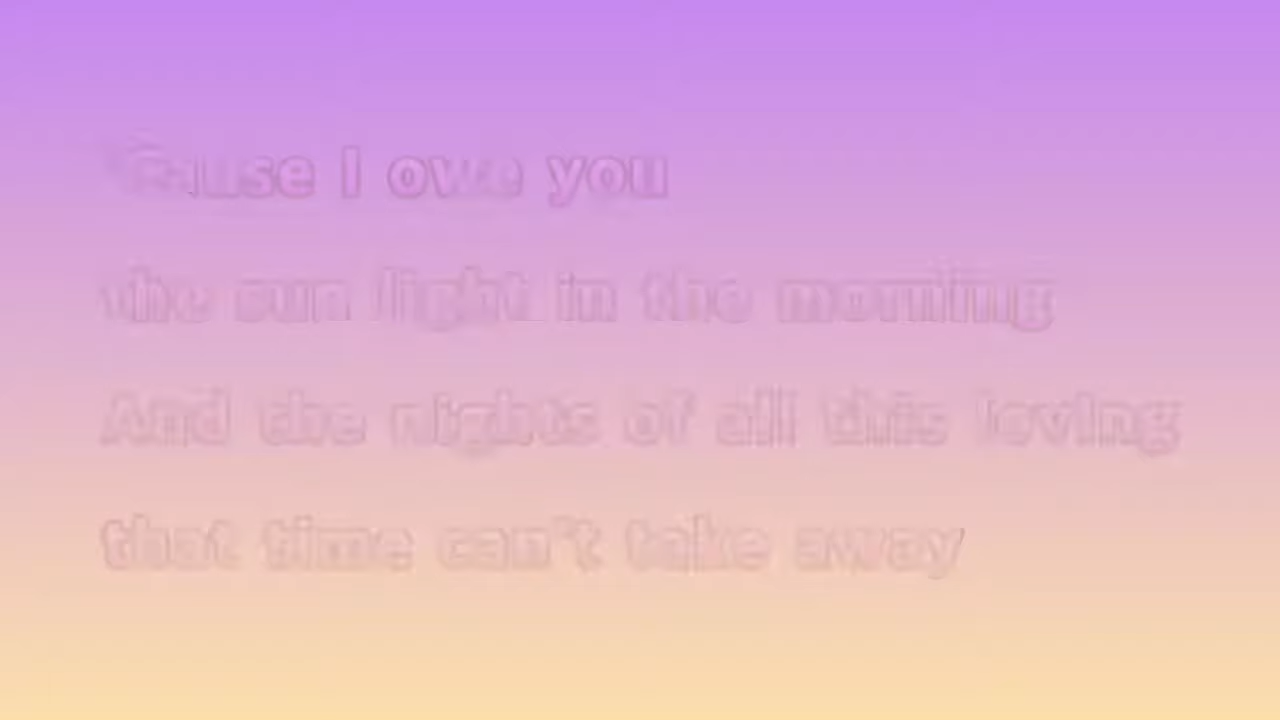 'Cause I owe you
the sun light in the morning
And the nights of all this loving
that time can't take away